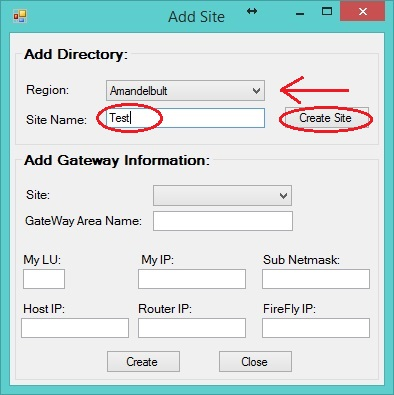 Add Site
Add Directory:
Region: Amandelbult
Site Name: Test Create Site
Add Gateway Information:
Site:
GateWay Area Name:
My LU: My IP: Sub Netmask:
Host IP: Router IP: FireFly IP:
Create Close